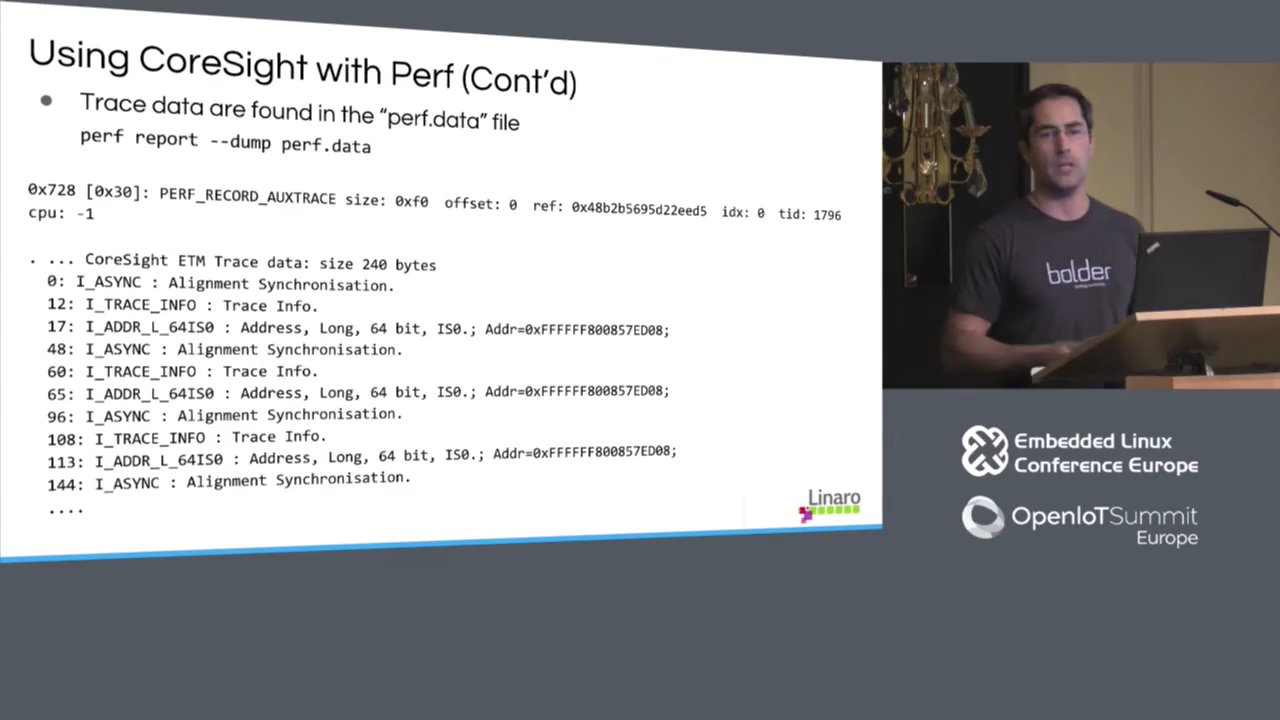 Using CoreSight with Perf (Cont'd)
● Trace data are found in the “perf.data” file
perf report --dump perf.data
0x728 [0x30]: PERF_RECORD_AUXTRACE size: 0xf0 offset: 0 ref: 0x48b2b5695d22eed5 idx: 0 tid: 1796
cpu: -1
. ... CoreSight ETM Trace data: size 240 bytes
0: I_ASYNC : Alignment Synchronisation.
12: I_TRACE_INFO : Trace Info.
17: I_ADDR_L_64IS0 : Address, Long, 64 bit, IS0.; Addr=0xFFFFFF800857ED08;
48: I_ASYNC : Alignment Synchronisation.
60: I_TRACE_INFO : Trace Info.
65: I_ADDR_L_64IS0 : Address, Long, 64 bit, IS0.; Addr=0xFFFFFF800857ED08;
96: I_ASYNC : Alignment Synchronisation.
108: I_TRACE_INFO : Trace Info.
113: I_ADDR_L_64IS0 : Address, Long, 64 bit, IS0.; Addr=0xFFFFFF800857ED08;
144: I_ASYNC : Alignment Synchronisation.
....
Linaro
bolder
Embedded Linux
Conference Europe
OpenIoTSummit
Europe